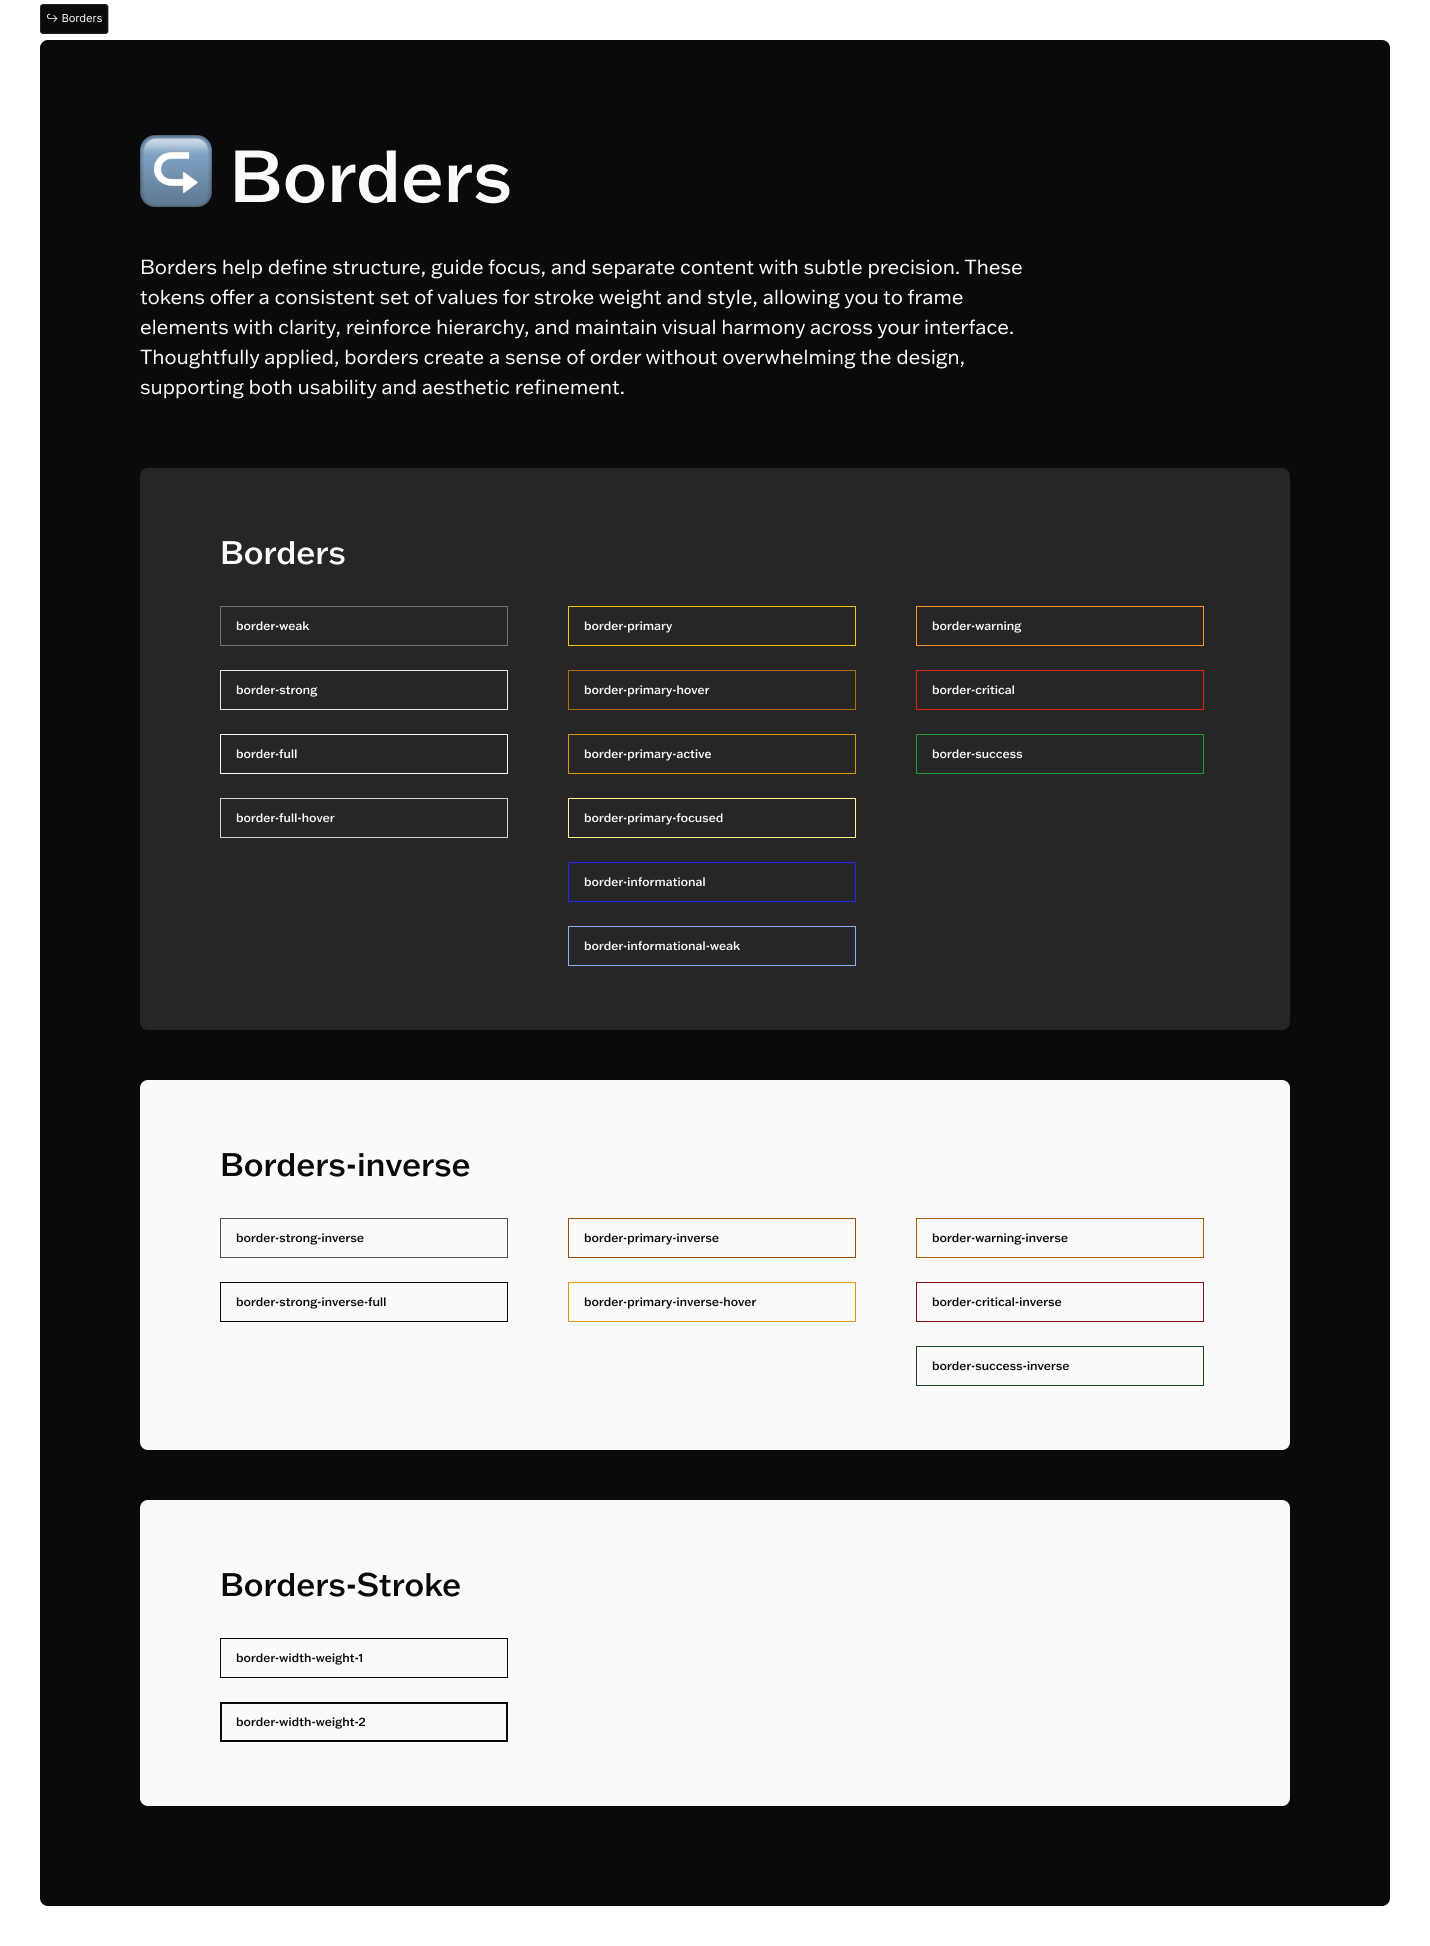 ↪ Borders
↪️ Borders
Borders help define structure, guide focus, and separate content with subtle precision. These
tokens offer a consistent set of values for stroke weight and style, allowing you to frame
elements with clarity, reinforce hierarchy, and maintain visual harmony across your interface.
Thoughtfully applied, borders create a sense of order without overwhelming the design,
supporting both usability and aesthetic refinement.
Borders
border-weak
border-strong
border-full
border-full-hover
border-primary
border-primary-hover
border-primary-active
border-primary-focused
border-informational
border-informational-weak
border-warning
border-critical
border-success
Borders-inverse
border-strong-inverse
border-strong-inverse-full
border-primary-inverse
border-primary-inverse-hover
border-warning-inverse
border-critical-inverse
border-success-inverse
Borders-Stroke
border-width-weight-1
border-width-weight-2